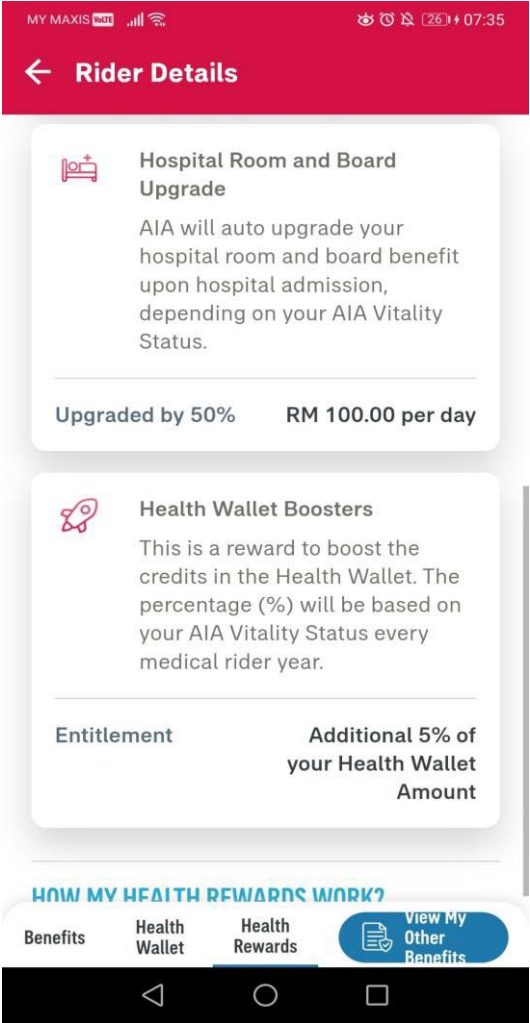 MY MAXIS VoLTE 26 07:35
Rider Details
Hospital Room and Board
Upgrade
AIA will auto upgrade your
hospital room and board benefit
upon hospital admission,
depending on your AIA Vitality
Status.
Upgraded by 50% RM 100.00 per day
Health Wallet Boosters
This is a reward to boost the
credits in the Health Wallet. The
percentage (%) will be based on
your AIA Vitality Status every
medical rider year.
Entitlement Additional 5% of
your Health Wallet
Amount
HOW MY HEALTH REWARDS WORK?
Benefits
Health
Wallet
Health
Rewards
View My
Other
Benefits